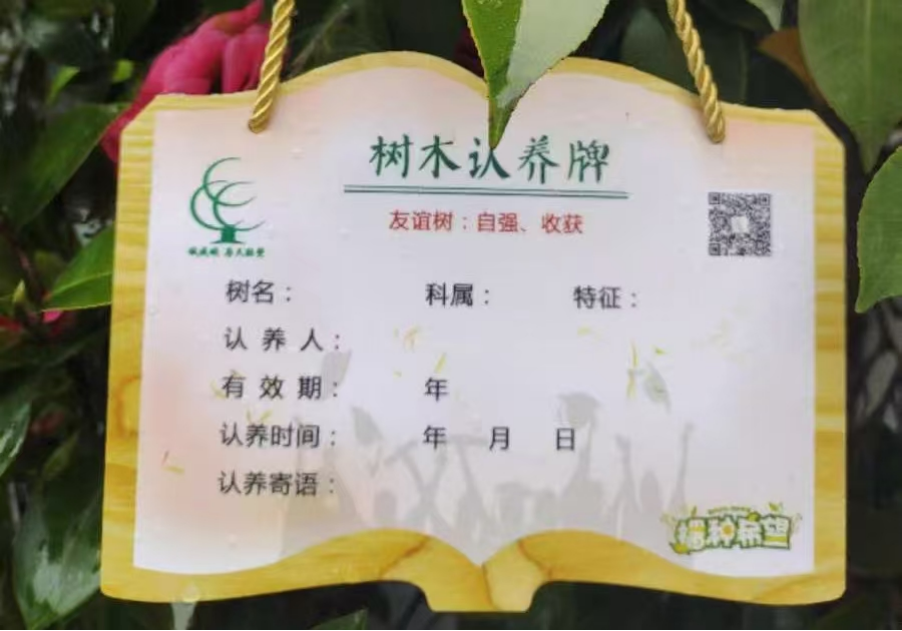 树木认养牌
友谊树：自强、收获
树名： 科属： 特征：
认 养 人：
有 效 期： 年
认养时间： 年 月 日
认养寄语：
播种希望